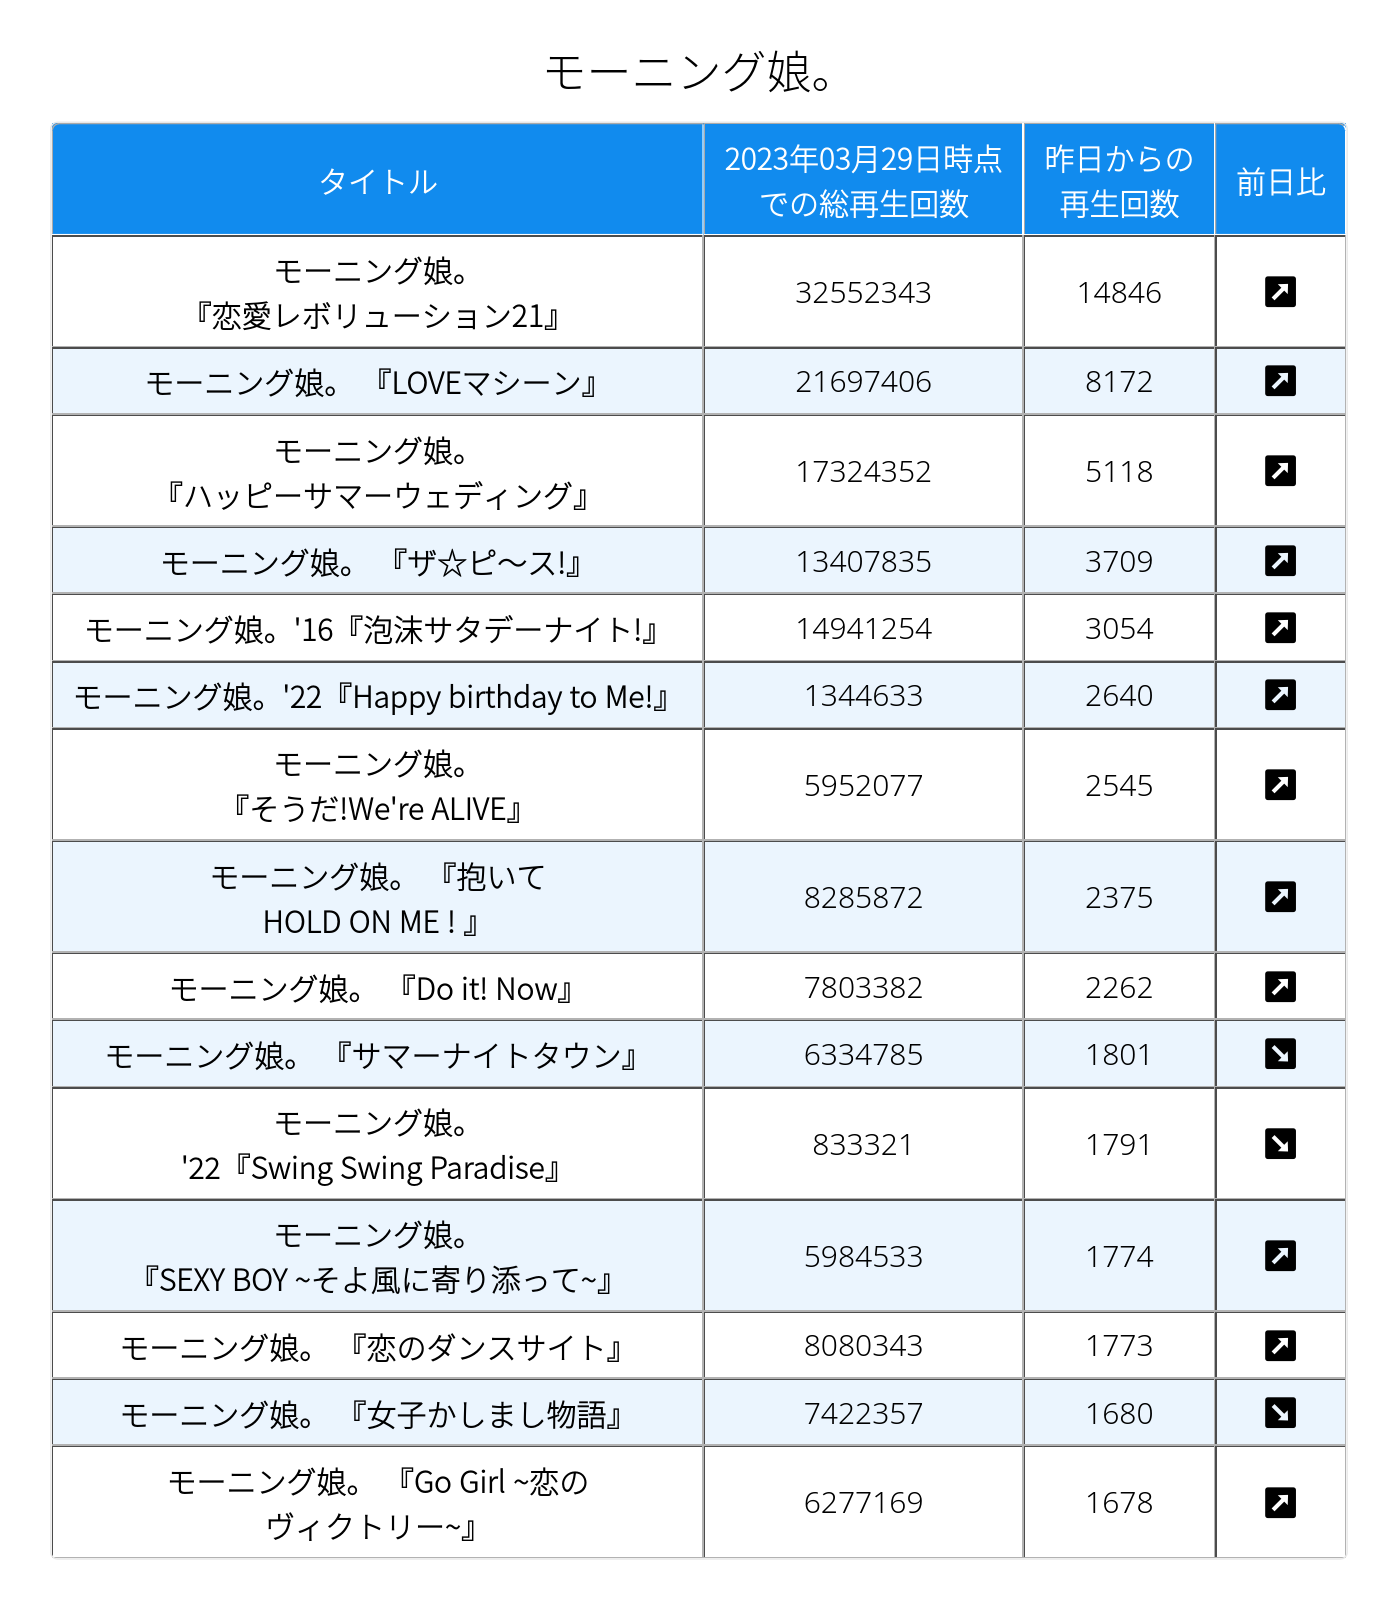 モーニング娘。
タイトル
2023年03月29日時点
での総再生回数
昨日からの
再生回数
前日比
モーニング娘。
『恋愛レボリューション21』
32552343
14846
モーニング娘。 『LOVEマシーン』
21697406
8172
モーニング娘。
『ハッピーサマーウェディング』
17324352
5118
モーニング娘。 『ザ☆ピ〜ス!』
13407835
3709
モーニング娘。'16『泡沫サタデーナイト!』
14941254
3054
モーニング娘。'22『Happy birthday to Me!』
1344633
2640
モーニング娘。
『そうだ!We're ALIVE』
5952077
2545
モーニング娘。 『抱いて
HOLD ON ME ! 』
8285872
2375
モーニング娘。 『Do it! Now』
7803382
2262
モーニング娘。 『サマーナイトタウン』
6334785
1801
モーニング娘。
'22『Swing Swing Paradise』
833321
1791
モーニング娘。
『SEXY BOY ~そよ風に寄り添って~』
5984533
1774
モーニング娘。 『恋のダンスサイト』
8080343
1773
モーニング娘。 『女子かしまし物語』
7422357
1680
モーニング娘。 『Go Girl ~恋の
ヴィクトリー~』
6277169
1678